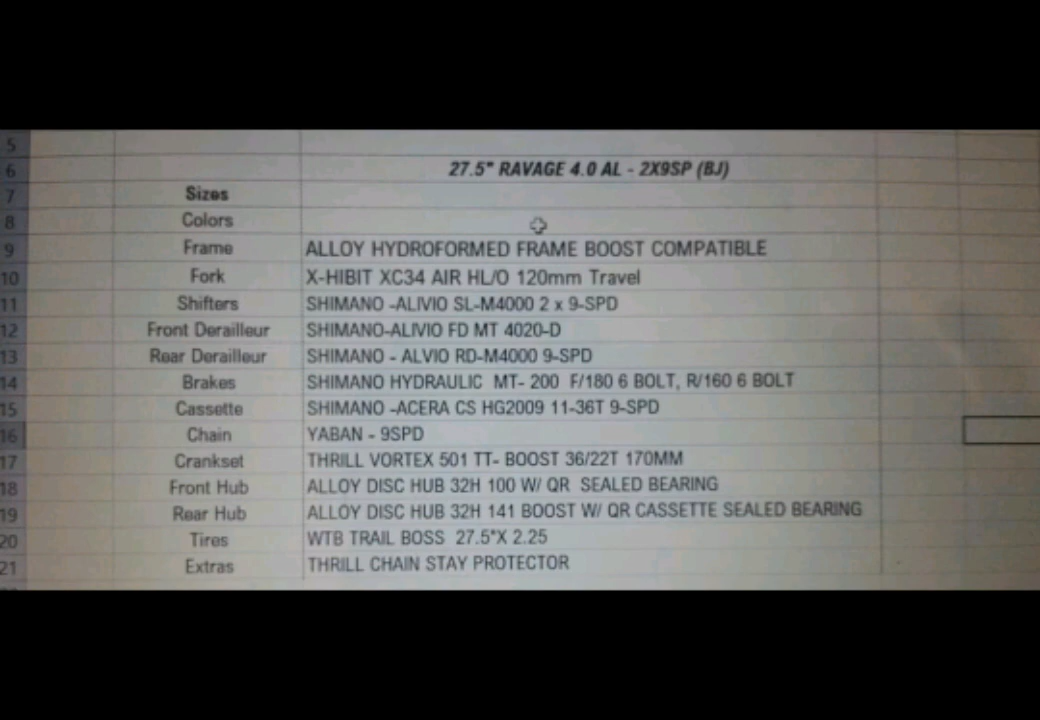 5
6 27.5" RAVAGE 4.0 AL - 2X9SP (BJ)
7 Sizes
8 Colors
9 Frame ALLOY HYDROFORMED FRAME BOOST COMPATIBLE
10 Fork X-HIBIT XC34 AIR HL/O 120mm Travel
11 Shifters SHIMANO -ALIVIO SL-M4000 2 x 9-SPD
12 Front Derailleur SHIMANO-ALIVIO FD MT 4020-D
13 Rear Derailleur SHIMANO - ALVIO RD-M4000 9-SPD
14 Brakes SHIMANO HYDRAULIC MT- 200 F/180 6 BOLT, R/160 6 BOLT
15 Cassette SHIMANO -ACERA CS HG2009 11-36T 9-SPD
16 Chain YABAN - 9SPD
17 Crankset THRILL VORTEX 501 TT- BOOST 36/22T 170MM
18 Front Hub ALLOY DISC HUB 32H 100 W/ QR SEALED BEARING
19 Rear Hub ALLOY DISC HUB 32H 141 BOOST W/ QR CASSETTE SEALED BEARING
20 Tires WTB TRAIL BOSS 27.5"X 2.25
21 Extras THRILL CHAIN STAY PROTECTOR